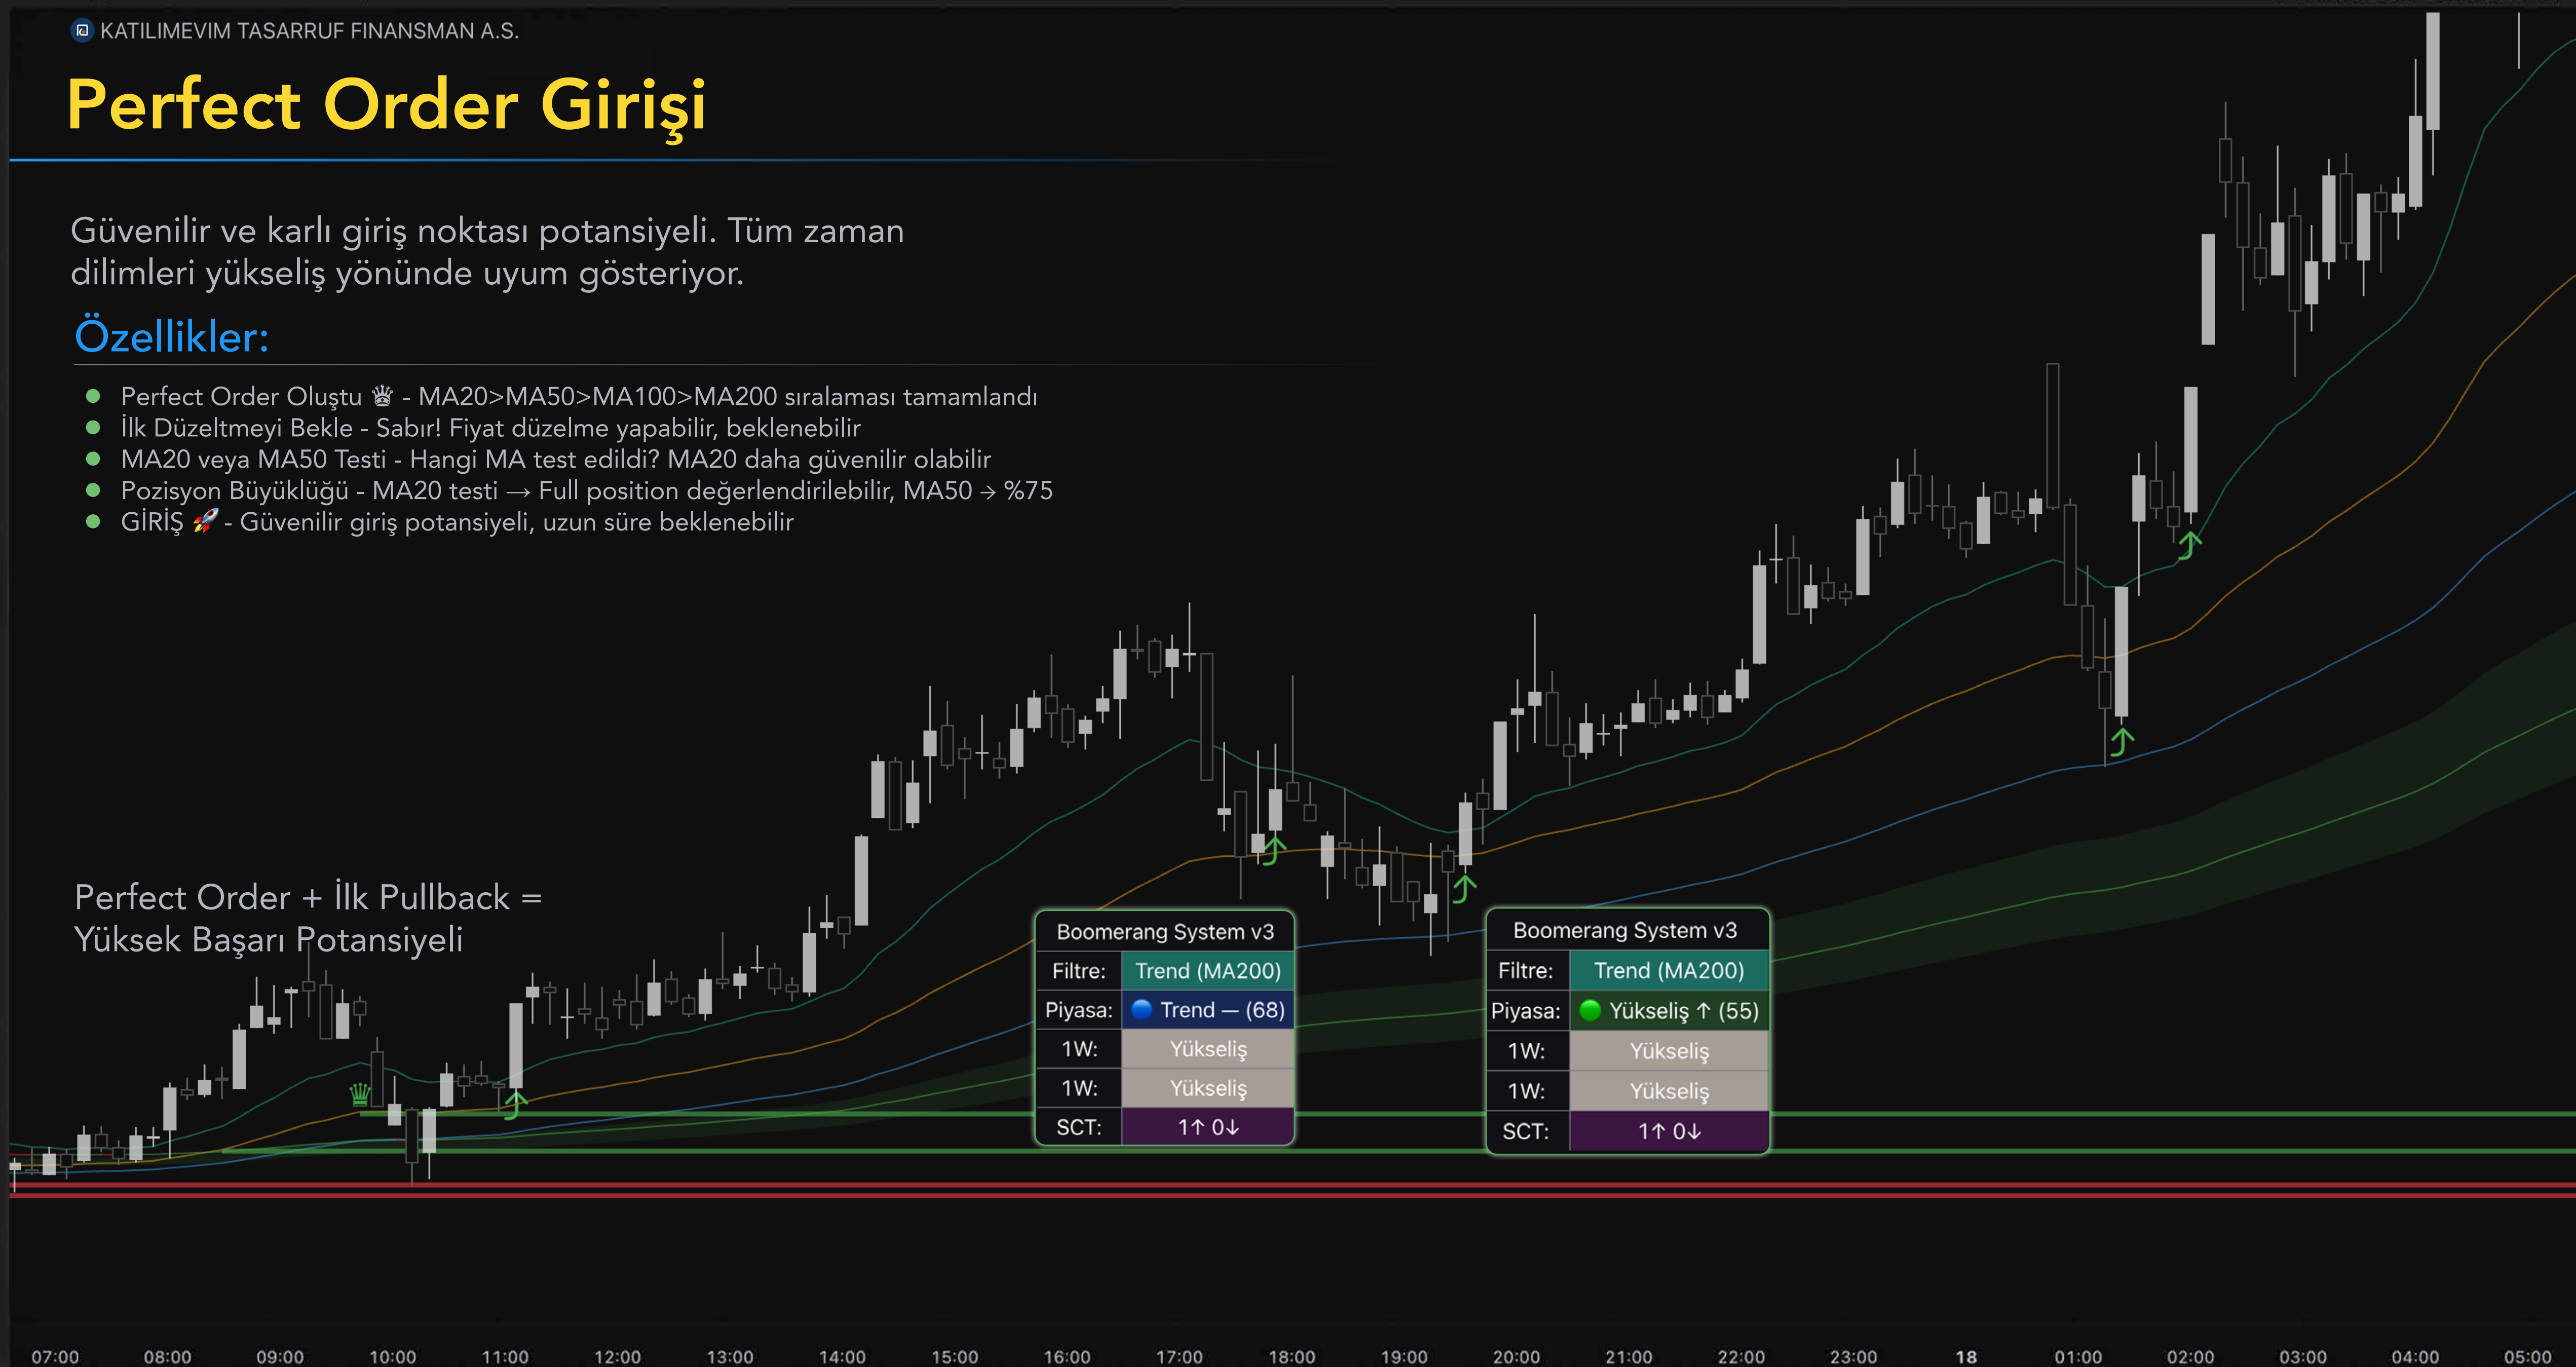 KATILIMEVIM TASARRUF FINANSMAN A.S.
Perfect Order Girişi
Güvenilir ve karlı giriş noktası potansiyeli. Tüm zaman
dilimleri yükseliş yönünde uyum gösteriyor.
Özellikler:
Perfect Order Oluştu ♛ - MA20>MA50>MA100>MA200 sıralaması tamamlandı
İlk Düzeltmeyi Bekle - Sabır! Fiyat düzelme yapabilir, beklenebilir
MA20 veya MA50 Testi - Hangi MA test edildi? MA20 daha güvenilir olabilir
Pozisyon Büyüklüğü - MA20 testi → Full position değerlendirilebilir, MA50 → %75
GİRİŞ 🚀 - Güvenilir giriş potansiyeli, uzun süre beklenebilir
Perfect Order + İlk Pullback =
Yüksek Başarı Potansiyeli
Boomerang System v3
Filtre: Trend (MA200)
Piyasa: 🔵 Trend — (68)
1W: Yükseliş
1W: Yükseliş
SCT: 1↑ 0↓
Boomerang System v3
Filtre: Trend (MA200)
Piyasa: 🟢 Yükseliş ↑ (55)
1W: Yükseliş
1W: Yükseliş
SCT: 1↑ 0↓
07:00 08:00 09:00 10:00 11:00 12:00 13:00 14:00 15:00 16:00 17:00 18:00 19:00 20:00 21:00 22:00 23:00 18 01:00 02:00 03:00 04:00 05:00